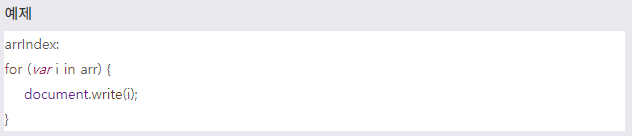 예제
arrIndex:
for (var i in arr) {
    document.write(i);
}